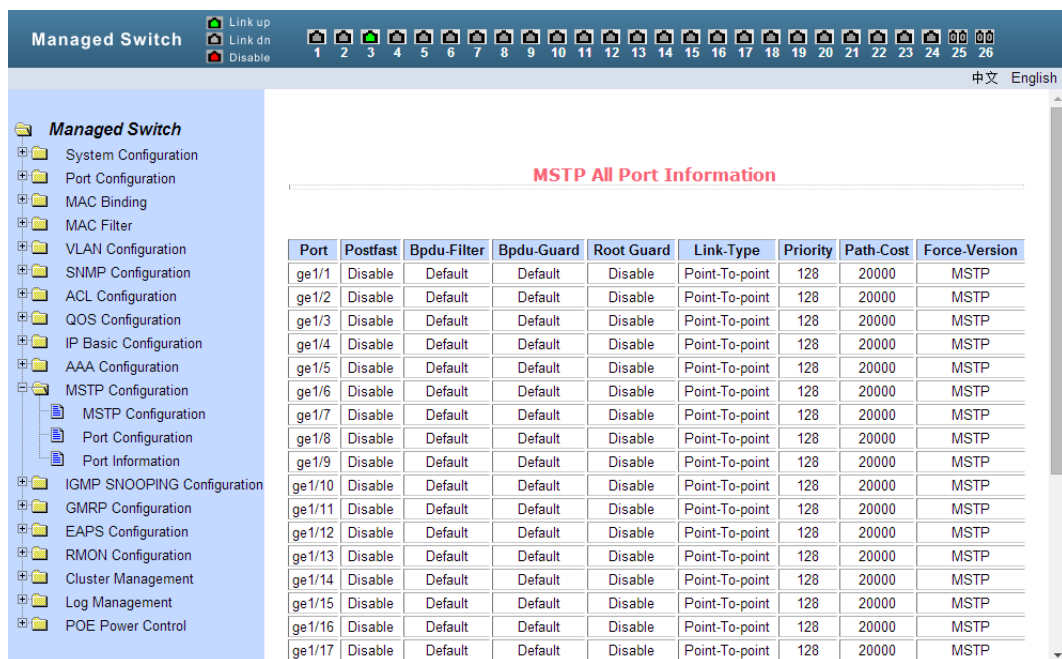 Managed Switch
Link up
Link dn
Disable
1 2 3 4 5 6 7 8 9 10 11 12 13 14 15 16 17 18 19 20 21 22 23 24 25 26
中文 English
Managed Switch
System Configuration
Port Configuration
MAC Binding
MAC Filter
VLAN Configuration
SNMP Configuration
ACL Configuration
QOS Configuration
IP Basic Configuration
AAA Configuration
MSTP Configuration
MSTP Configuration
Port Configuration
Port Information
IGMP SNOOPING Configuration
GMRP Configuration
EAPS Configuration
RMON Configuration
Cluster Management
Log Management
POE Power Control
MSTP All Port Information
Port Postfast Bpdu-Filter Bpdu-Guard Root Guard Link-Type Priority Path-Cost Force-Version
ge1/1 Disable Default Default Disable Point-To-point 128 20000 MSTP
ge1/2 Disable Default Default Disable Point-To-point 128 20000 MSTP
ge1/3 Disable Default Default Disable Point-To-point 128 20000 MSTP
ge1/4 Disable Default Default Disable Point-To-point 128 20000 MSTP
ge1/5 Disable Default Default Disable Point-To-point 128 20000 MSTP
ge1/6 Disable Default Default Disable Point-To-point 128 20000 MSTP
ge1/7 Disable Default Default Disable Point-To-point 128 20000 MSTP
ge1/8 Disable Default Default Disable Point-To-point 128 20000 MSTP
ge1/9 Disable Default Default Disable Point-To-point 128 20000 MSTP
ge1/10 Disable Default Default Disable Point-To-point 128 20000 MSTP
ge1/11 Disable Default Default Disable Point-To-point 128 20000 MSTP
ge1/12 Disable Default Default Disable Point-To-point 128 20000 MSTP
ge1/13 Disable Default Default Disable Point-To-point 128 20000 MSTP
ge1/14 Disable Default Default Disable Point-To-point 128 20000 MSTP
ge1/15 Disable Default Default Disable Point-To-point 128 20000 MSTP
ge1/16 Disable Default Default Disable Point-To-point 128 20000 MSTP
ge1/17 Disable Default Default Disable Point-To-point 128 20000 MSTP